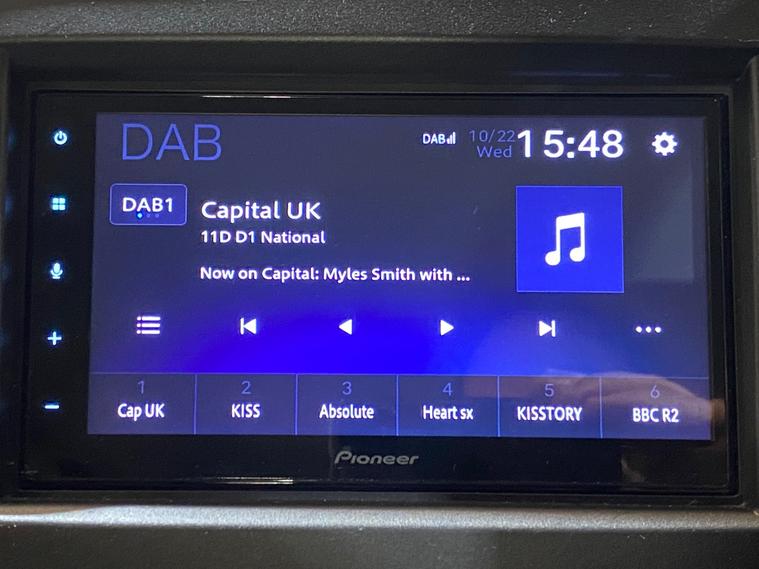 DAB
DAB
10/22
Wed
15:48
DAB1
Capital UK
11D D1 National
Now on Capital: Myles Smith with ...
1
Cap UK
2
KISS
3
Absolute
4
Heart sx
5
KISSTORY
6
BBC R2
Pioneer